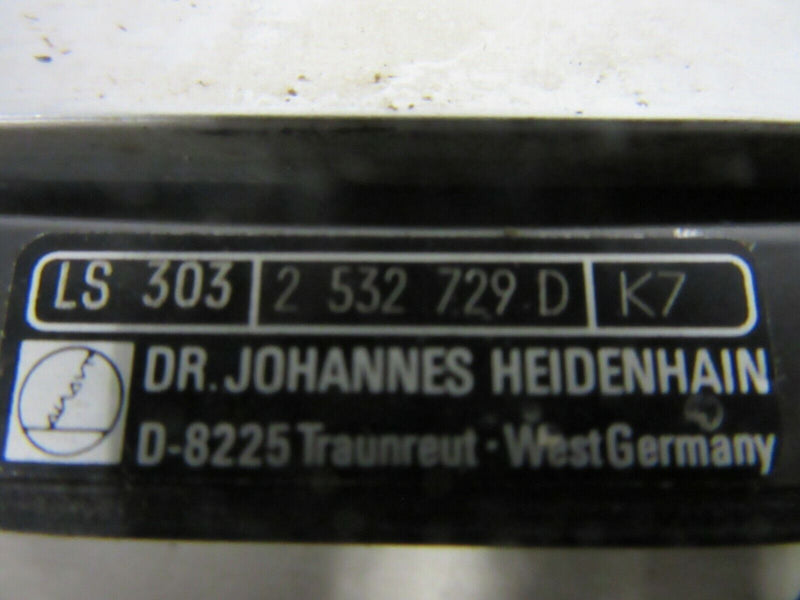 LS 303 2 532 729 D K7
DR. JOHANNES HEIDENHAIN
D-8225 Traunreut · West Germany